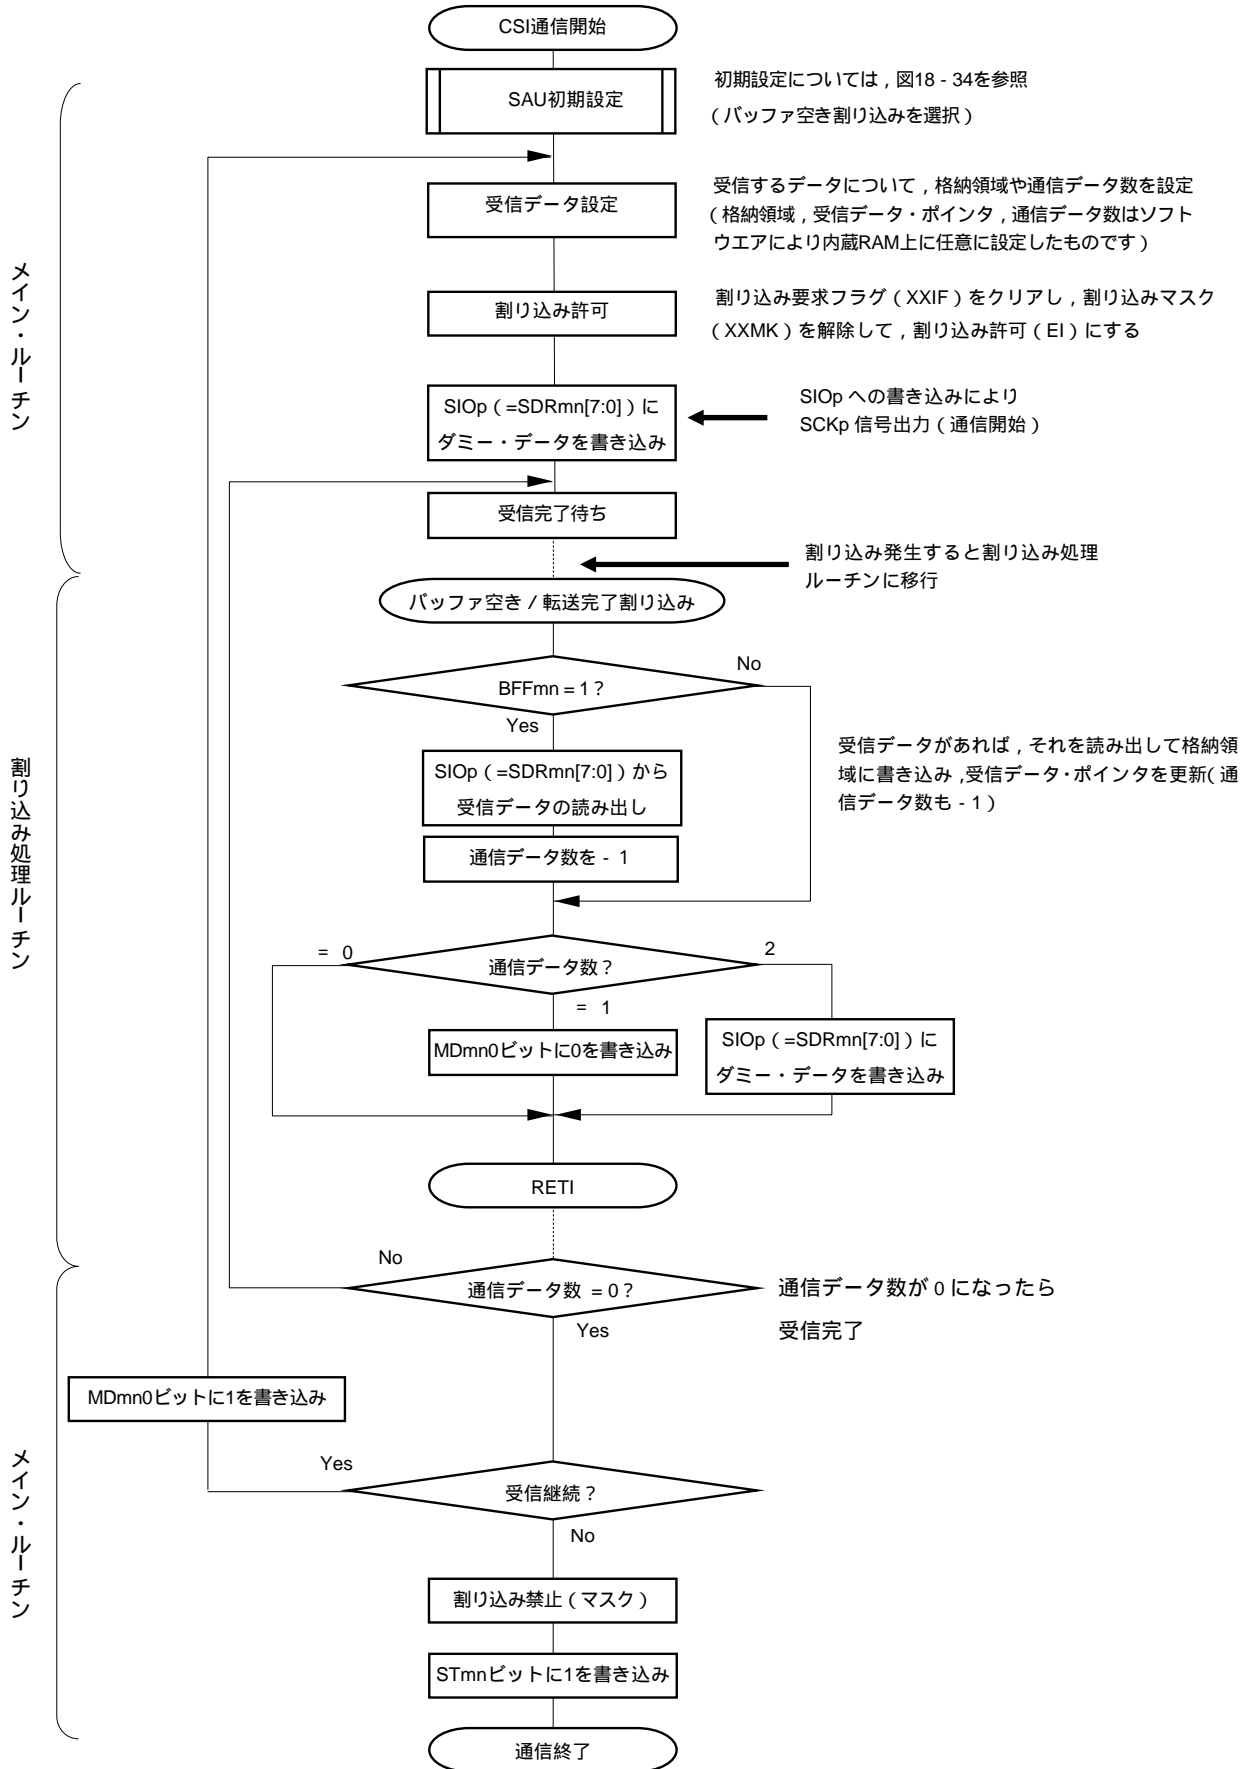 CSI通信開始
SAU初期設定
初期設定については，図18 - 34を参照
（バッファ空き割り込みを選択）
受信データ設定
受信するデータについて，格納領域や通信データ数を設定
（格納領域，受信データ・ポインタ，通信データ数はソフト
ウエアにより内蔵RAM上に任意に設定したものです）
メイン・ルーチン
割り込み許可
割り込み要求フラグ（XXIF）をクリアし，割り込みマスク
（XXMK）を解除して，割り込み許可（EI）にする
SIOp（=SDRmn[7:0]）に
ダミー・データを書き込み
SIOp への書き込みにより
SCKp 信号出力（通信開始）
受信完了待ち
割り込み発生すると割り込み処理
ルーチンに移行
バッファ空き / 転送完了割り込み
BFFmn = 1？
No
Yes
SIOp（=SDRmn[7:0]）から
受信データの読み出し
受信データがあれば，それを読み出して格納領
域に書き込み，受信データ・ポインタを更新（通
信データ数も - 1）
割り込み処理ルーチン
通信データ数を - 1
= 0
通信データ数？
2
= 1
MDmn0ビットに0を書き込み
SIOp（=SDRmn[7:0]）に
ダミー・データを書き込み
RETI
No
通信データ数 = 0？
Yes
通信データ数が 0 になったら
受信完了
MDmn0ビットに1を書き込み
メイン・ルーチン
Yes
受信継続？
No
割り込み禁止（マスク）
STmnビットに1を書き込み
通信終了